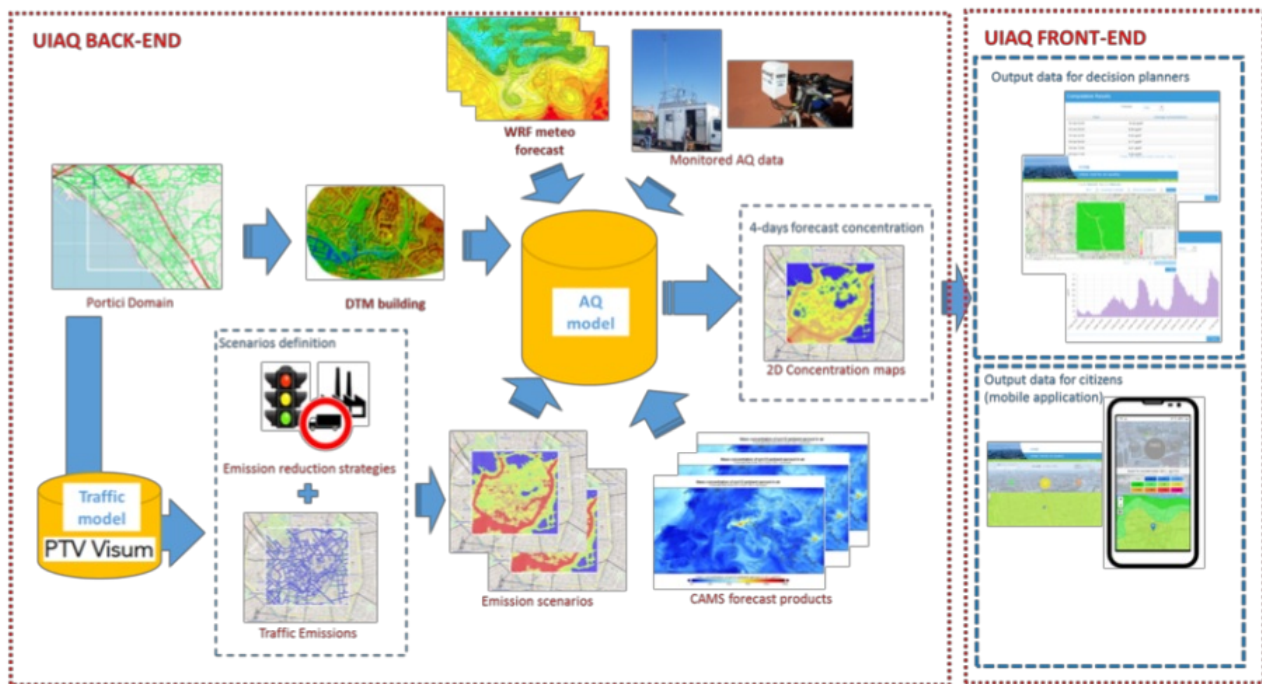 UIAQ BACK-END
WRF meteo
forecast
Monitored AQ data
Portici Domain
DTM building
AQ
model
4-days forecast concentration
2D Concentration maps
Scenarios definition
Emission reduction strategies
+
Traffic Emissions
Traffic
model
PTV Visum
Emission scenarios
CAMS forecast products
UIAQ FRONT-END
Output data for decision planners
Output data for citizens
(mobile application)